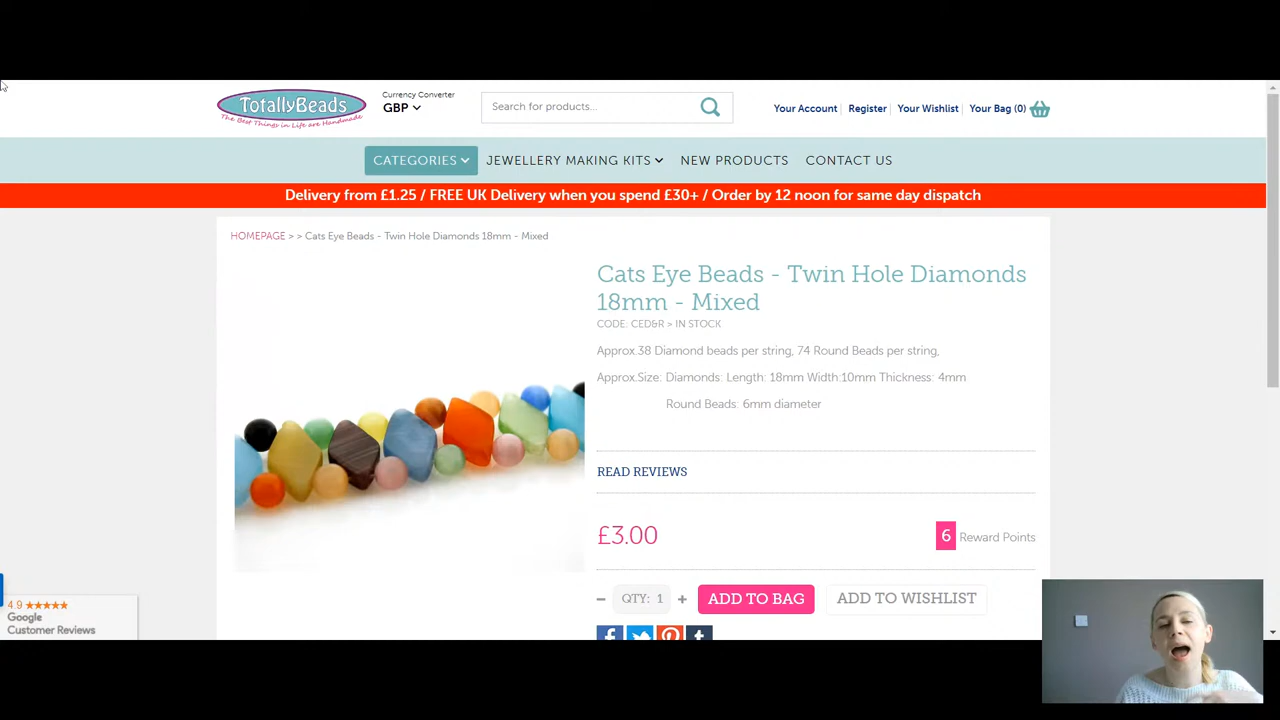 TotallyBeads
The Best Things in Life are Handmade
Currency Converter
GBP
Search for products...
Your Account
Register
Your Wishlist
Your Bag (0)
CATEGORIES
JEWELLERY MAKING KITS
NEW PRODUCTS
CONTACT US
Delivery from £1.25 / FREE UK Delivery when you spend £30+ / Order by 12 noon for same day dispatch
HOMEPAGE > > Cats Eye Beads - Twin Hole Diamonds 18mm - Mixed
Cats Eye Beads - Twin Hole Diamonds
18mm - Mixed
CODE: CED&R > IN STOCK
Approx.38 Diamond beads per string, 74 Round Beads per string,
Approx.Size: Diamonds: Length: 18mm Width:10mm Thickness: 4mm
Round Beads: 6mm diameter
READ REVIEWS
£3.00
6 Reward Points
− QTY: 1 +
ADD TO BAG
ADD TO WISHLIST
4.9 ★★★★★
Google
Customer Reviews